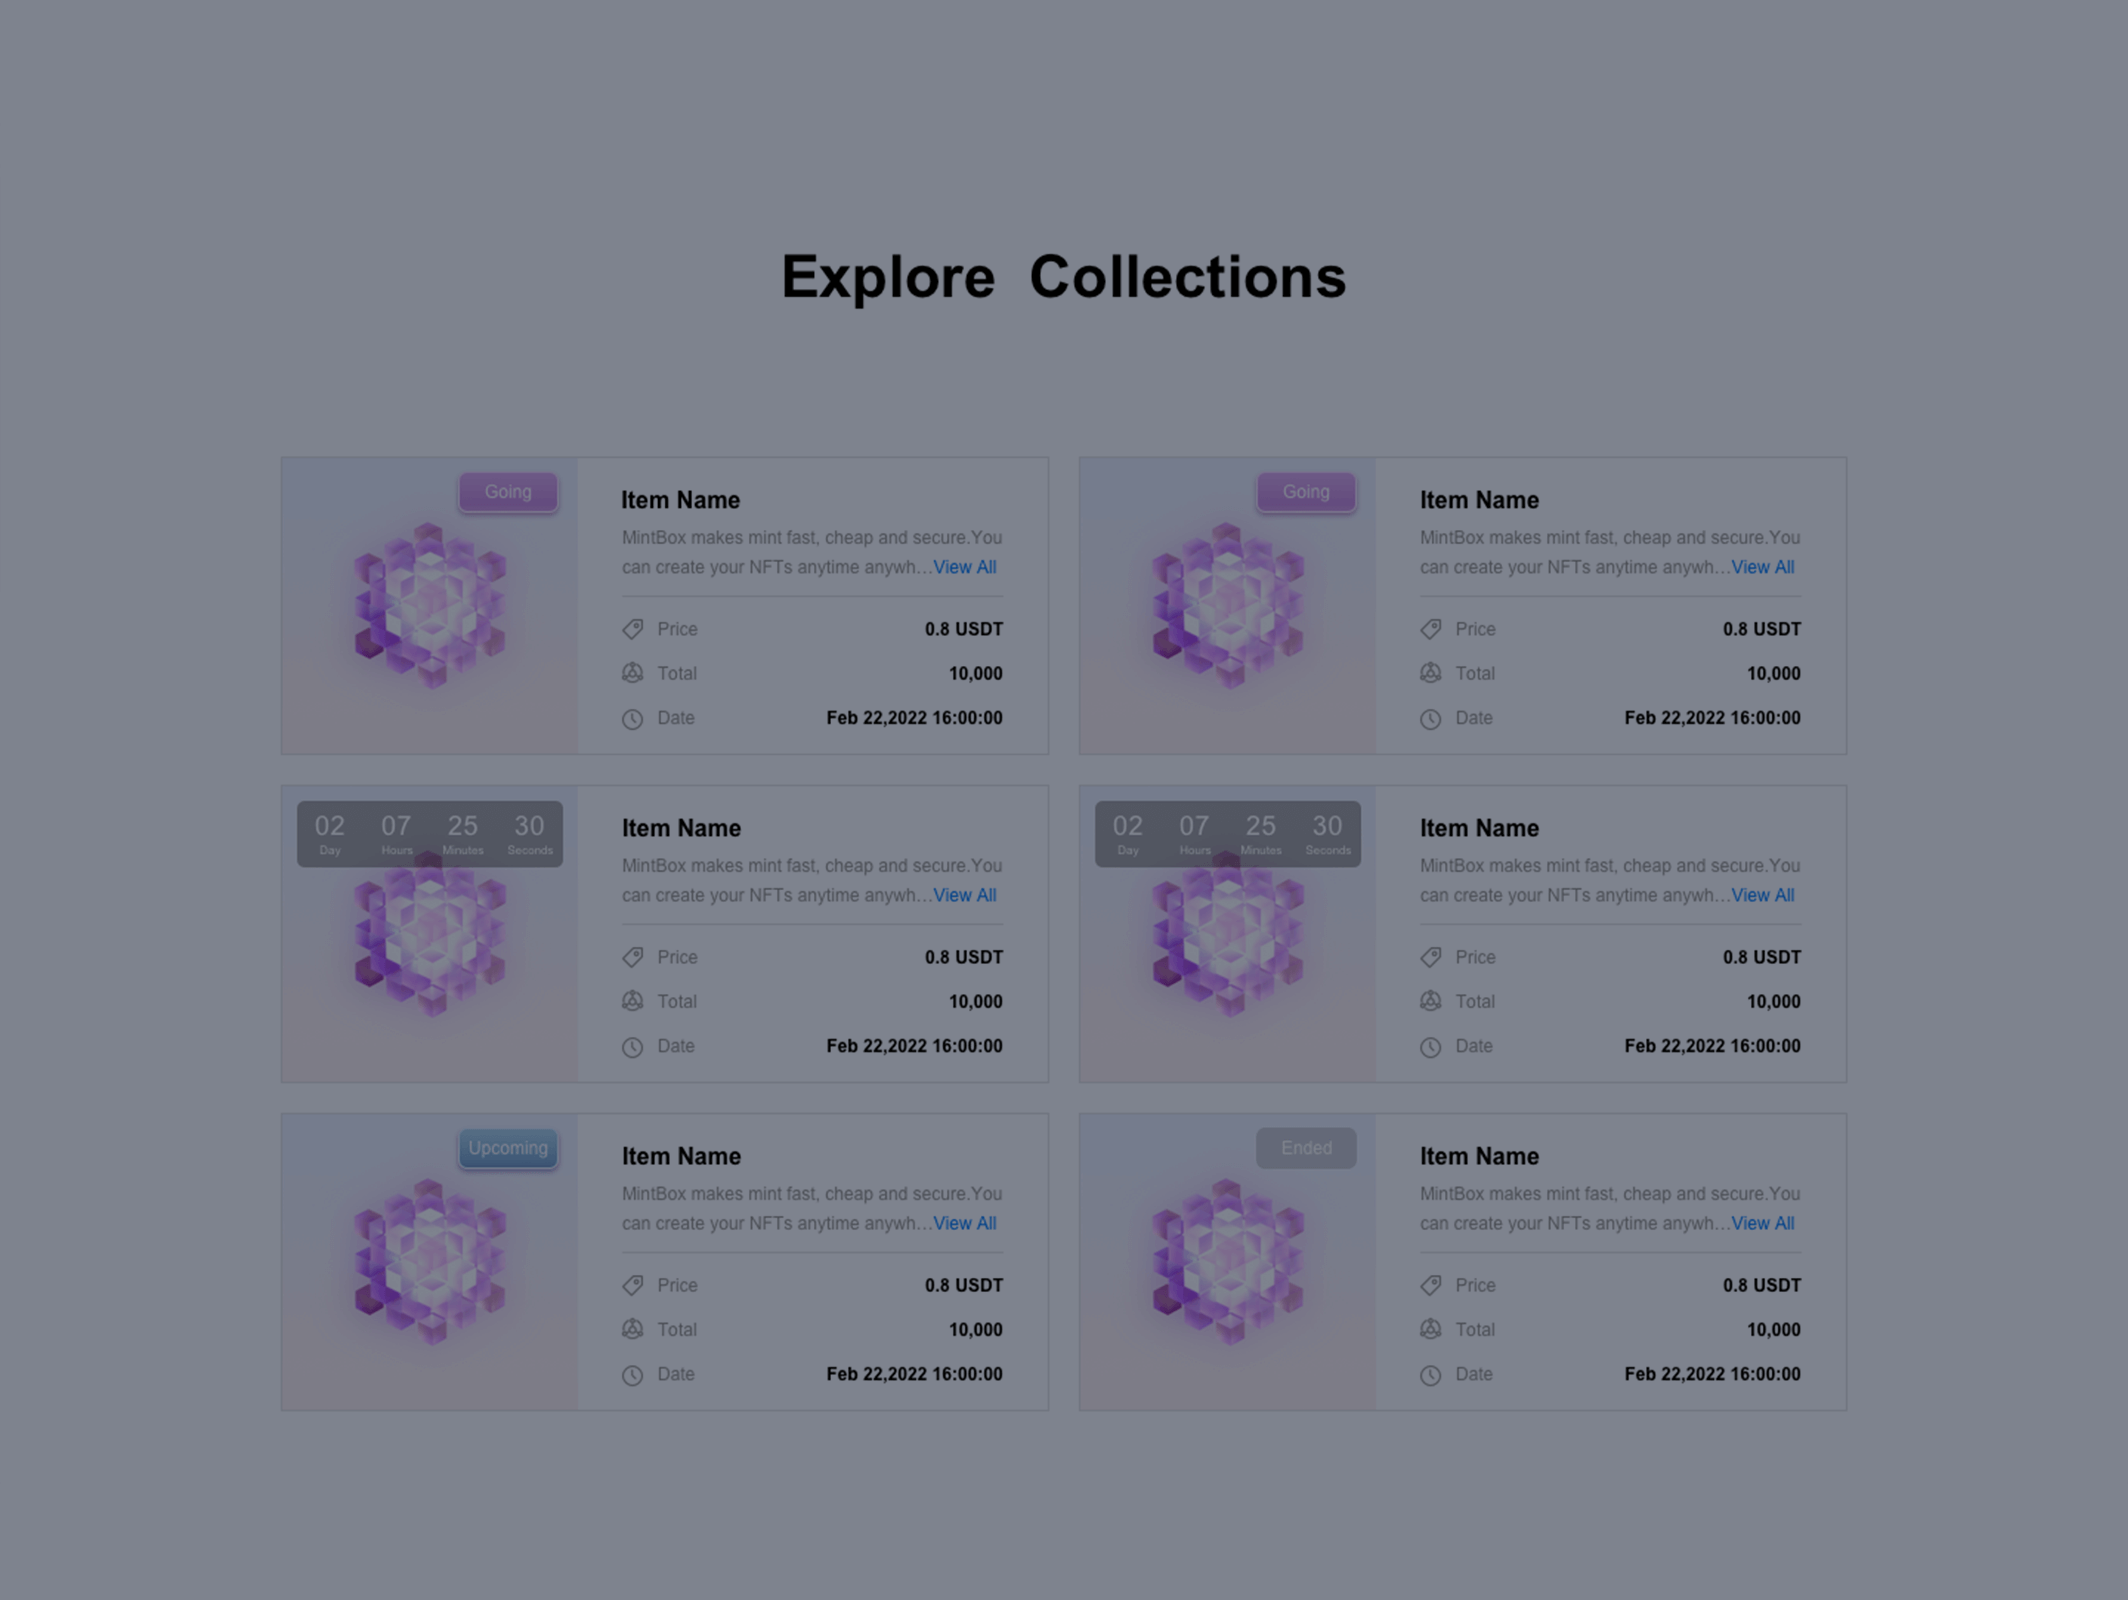 Explore Collections
Going
Item Name
MintBox makes mint fast, cheap and secure.You
can create your NFTs anytime anywh...View All
Price 0.8 USDT
Total 10,000
Date Feb 22,2022 16:00:00
Going
Item Name
MintBox makes mint fast, cheap and secure.You
can create your NFTs anytime anywh...View All
Price 0.8 USDT
Total 10,000
Date Feb 22,2022 16:00:00
02 07 25 30
Day Hours Minutes Seconds
Item Name
MintBox makes mint fast, cheap and secure.You
can create your NFTs anytime anywh...View All
Price 0.8 USDT
Total 10,000
Date Feb 22,2022 16:00:00
02 07 25 30
Day Hours Minutes Seconds
Item Name
MintBox makes mint fast, cheap and secure.You
can create your NFTs anytime anywh...View All
Price 0.8 USDT
Total 10,000
Date Feb 22,2022 16:00:00
Upcoming
Item Name
MintBox makes mint fast, cheap and secure.You
can create your NFTs anytime anywh...View All
Price 0.8 USDT
Total 10,000
Date Feb 22,2022 16:00:00
Ended
Item Name
MintBox makes mint fast, cheap and secure.You
can create your NFTs anytime anywh...View All
Price 0.8 USDT
Total 10,000
Date Feb 22,2022 16:00:00